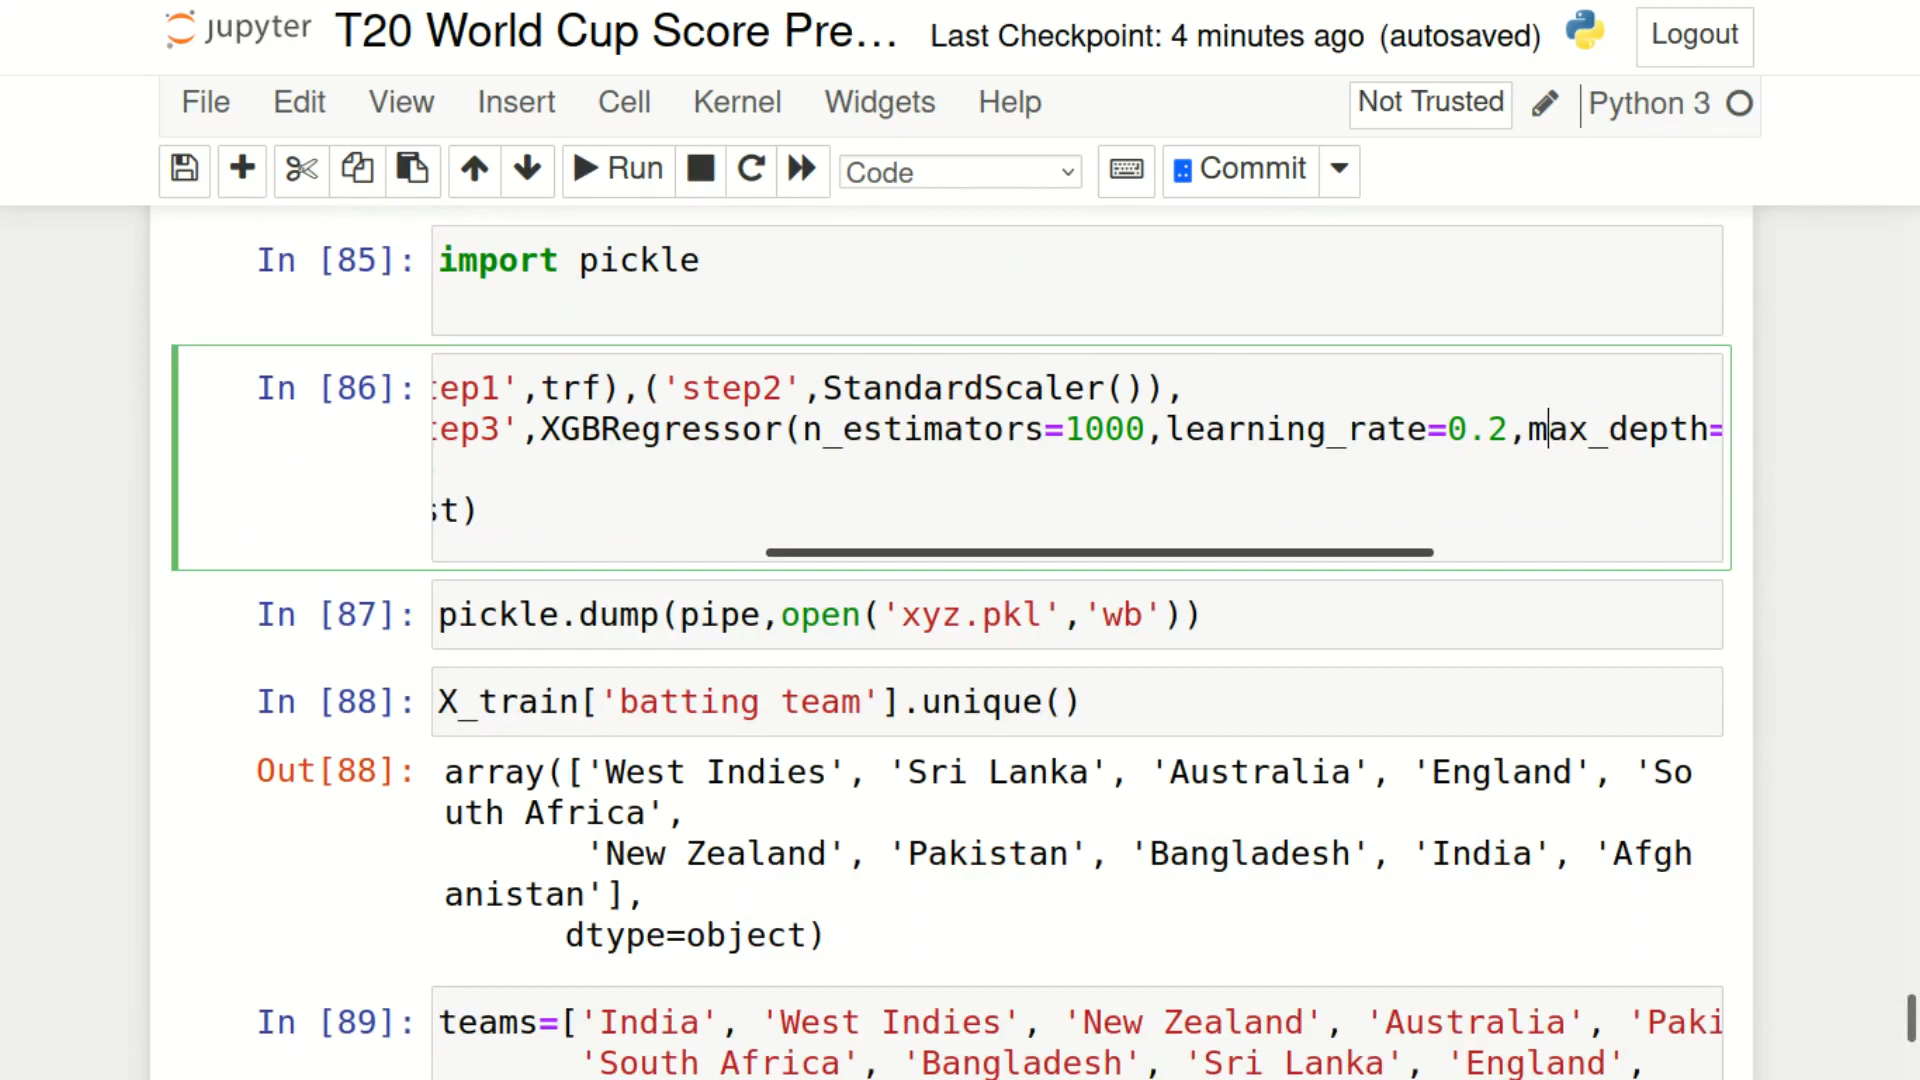 jupyter T20 World Cup Score Pre... Last Checkpoint: 4 minutes ago (autosaved) Logout
File Edit View Insert Cell Kernel Widgets Help Not Trusted Python 3
Run Code Commit
In [85]: import pickle
In [86]: tep1',trf),('step2',StandardScaler()),
tep3',XGBRegressor(n_estimators=1000,learning_rate=0.2,max_depth=
st)
In [87]: pickle.dump(pipe,open('xyz.pkl','wb'))
In [88]: X_train['batting team'].unique()
Out[88]: array(['West Indies', 'Sri Lanka', 'Australia', 'England', 'So
uth Africa',
'New Zealand', 'Pakistan', 'Bangladesh', 'India', 'Afgh
anistan'],
dtype=object)
In [89]: teams=['India', 'West Indies', 'New Zealand', 'Australia', 'Paki
'South Africa', 'Bangladesh', 'Sri Lanka', 'England',